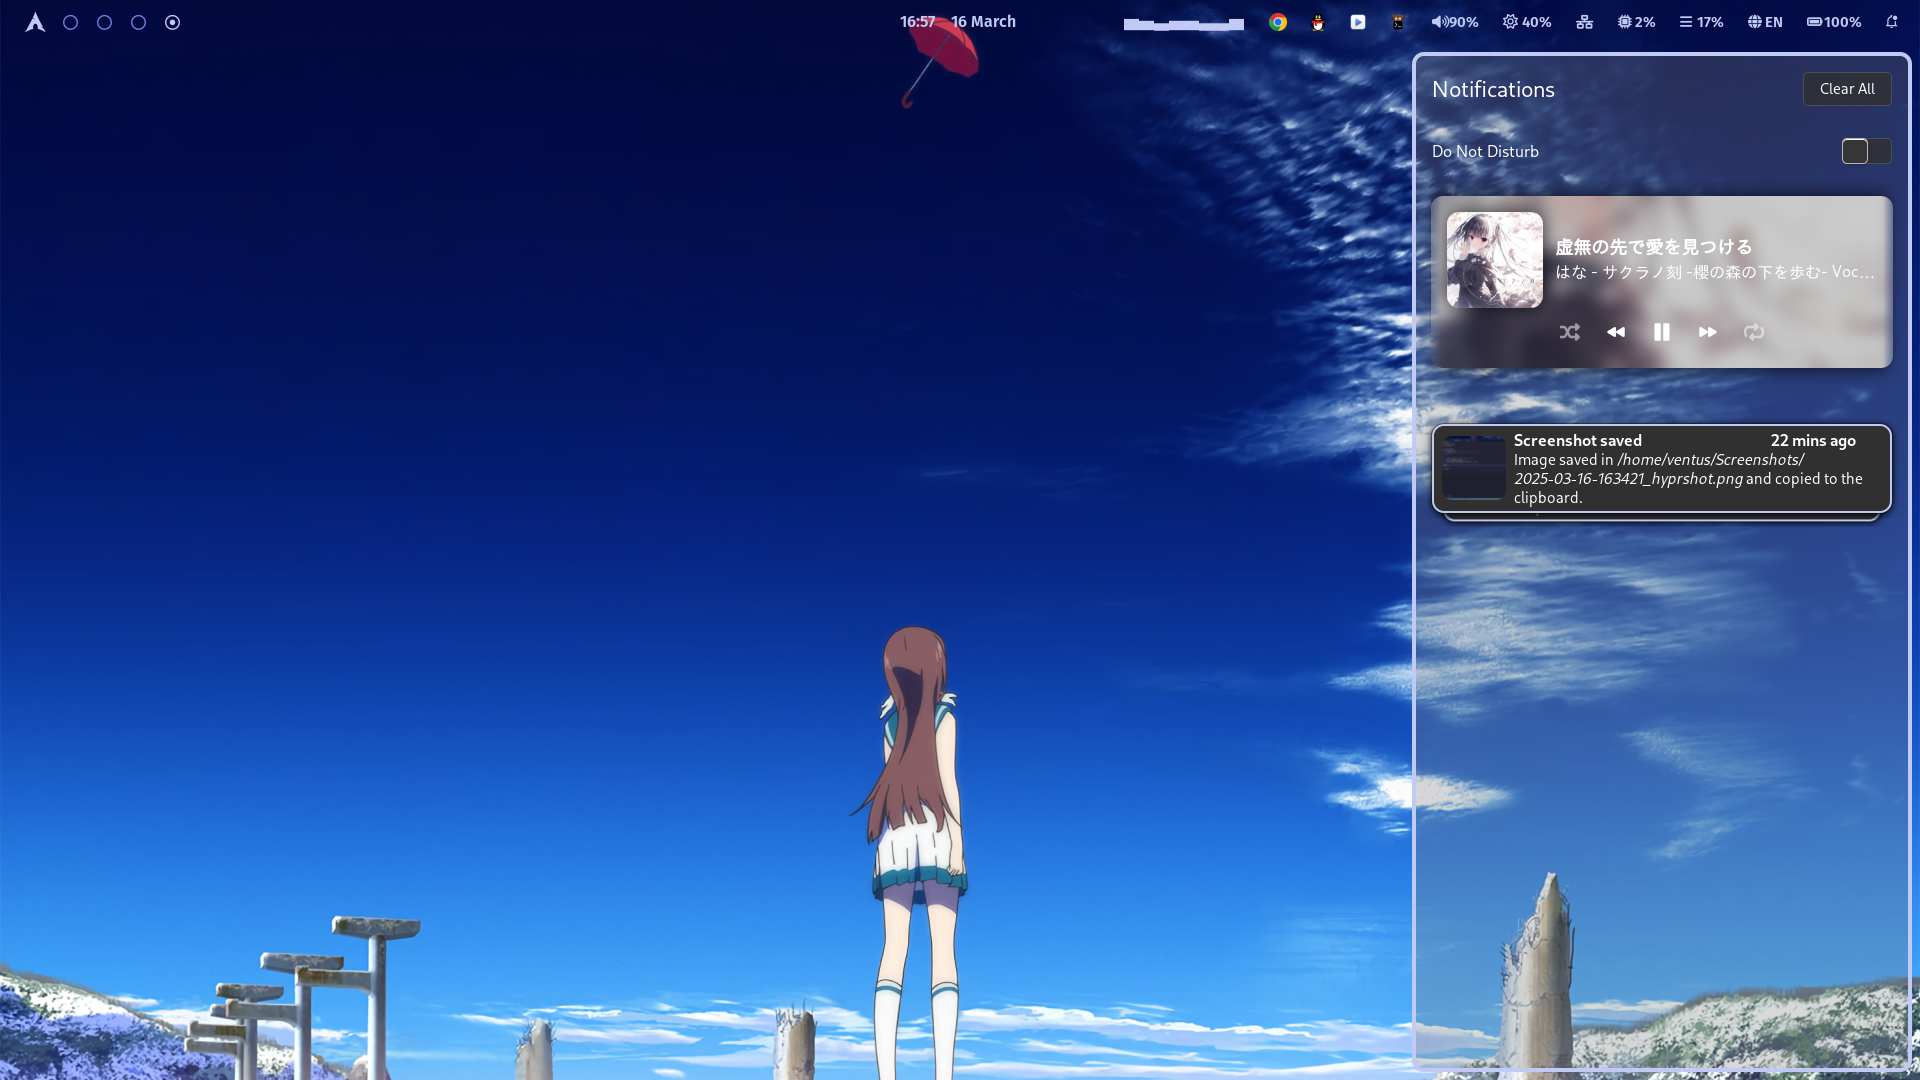 16:57 16 March
90% 40% 2% 17% EN 100%
Notifications
Clear All
Do Not Disturb
虚無の先で愛を見つける
はな - サクラノ刻 -櫻の森の下を歩む- Voc...
Screenshot saved 22 mins ago
Image saved in /home/ventus/Screenshots/
2025-03-16-163421_hyprshot.png and copied to the
clipboard.